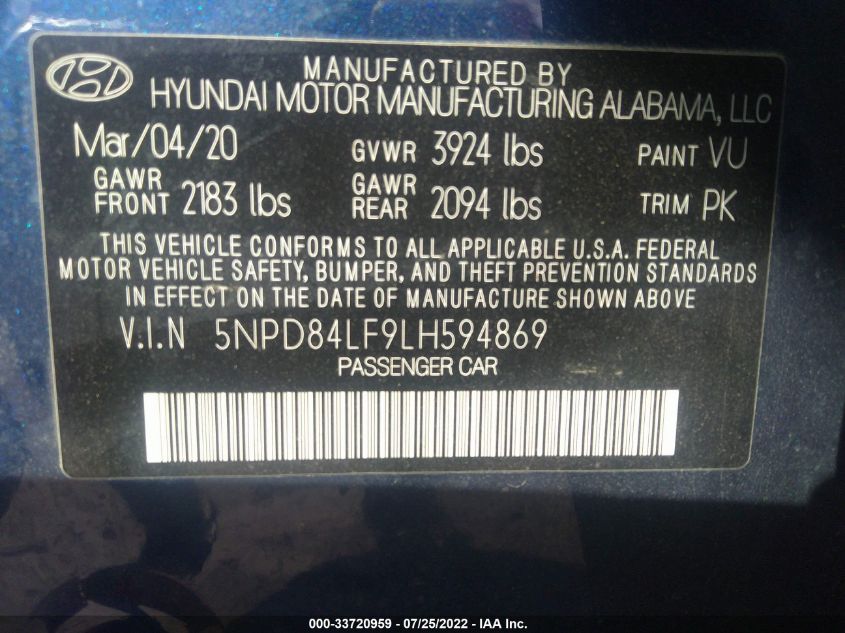 MANUFACTURED BY
HYUNDAI MOTOR MANUFACTURING ALABAMA, LLC
Mar/04/20 GVWR 3924 lbs PAINT VU
GAWR FRONT 2183 lbs GAWR REAR 2094 lbs TRIM PK
THIS VEHICLE CONFORMS TO ALL APPLICABLE U.S.A. FEDERAL
MOTOR VEHICLE SAFETY, BUMPER, AND THEFT PREVENTION STANDARDS
IN EFFECT ON THE DATE OF MANUFACTURE SHOWN ABOVE
V.I.N 5NPD84LF9LH594869
PASSENGER CAR
000-33720959 - 07/25/2022 - IAA Inc.